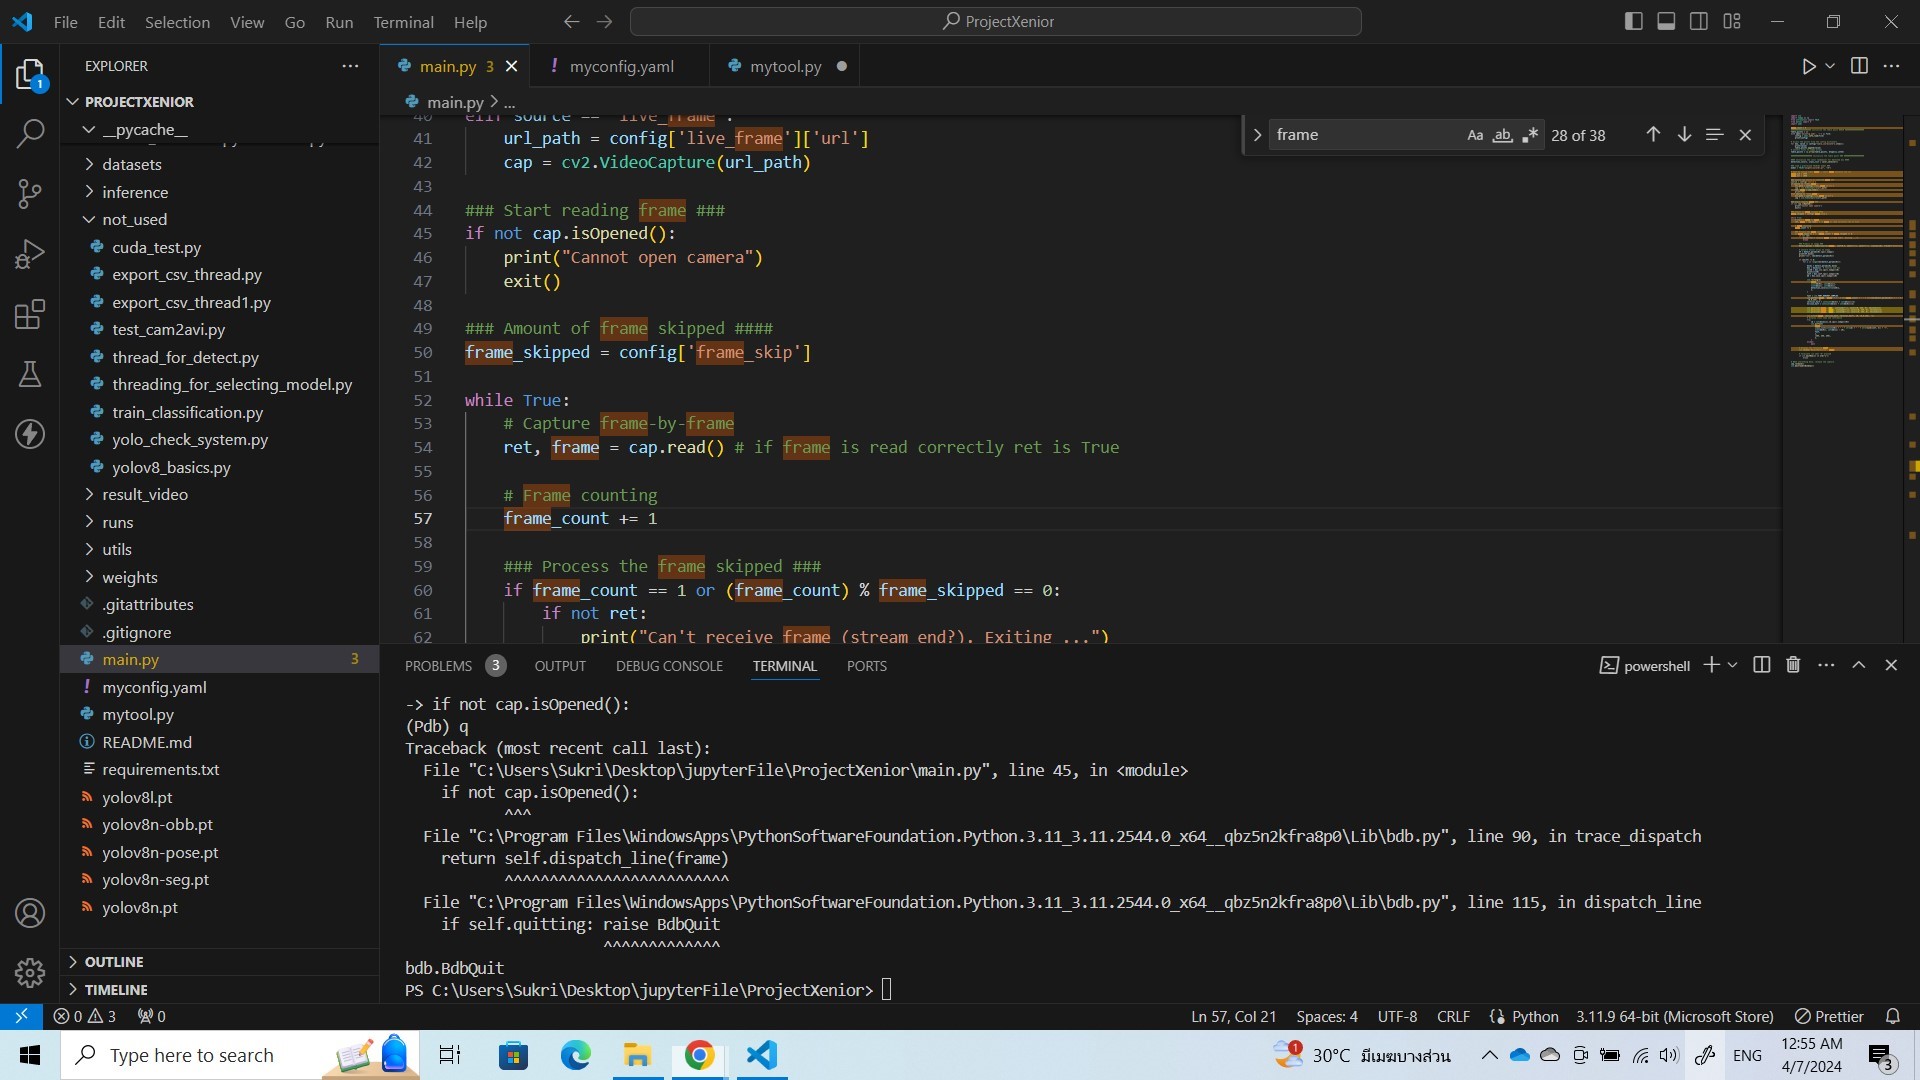 File Edit Selection View Go Run Terminal Help
ProjectXenior
EXPLORER
PROJECTXENIOR
__pycache__
datasets
inference
not_used
cuda_test.py
export_csv_thread.py
export_csv_thread1.py
test_cam2avi.py
thread_for_detect.py
threading_for_selecting_model.py
train_classification.py
yolo_check_system.py
yolov8_basics.py
result_video
runs
utils
weights
.gitattributes
.gitignore
main.py 3
myconfig.yaml
mytool.py
README.md
requirements.txt
yolov8l.pt
yolov8n-obb.pt
yolov8n-pose.pt
yolov8n-seg.pt
yolov8n.pt
OUTLINE
TIMELINE
main.py 3
myconfig.yaml
mytool.py
main.py > ...
frame Aa ab 28 of 38
40 elif source == 'live_frame':
41 url_path = config['live_frame']['url']
42 cap = cv2.VideoCapture(url_path)
43
44 ### Start reading frame ###
45 if not cap.isOpened():
46 print("Cannot open camera")
47 exit()
48
49 ### Amount of frame skipped ####
50 frame_skipped = config['frame_skip']
51
52 while True:
53 # Capture frame-by-frame
54 ret, frame = cap.read() # if frame is read correctly ret is True
55
56 # Frame counting
57 frame_count += 1
58
59 ### Process the frame skipped ###
60 if frame_count == 1 or (frame_count) % frame_skipped == 0:
61 if not ret:
62 print("Can't receive frame (stream end?). Exiting ...")
PROBLEMS 3 OUTPUT DEBUG CONSOLE TERMINAL PORTS
powershell
-> if not cap.isOpened():
(Pdb) q
Traceback (most recent call last):
File "C:\Users\Sukri\Desktop\jupyterFile\ProjectXenior\main.py", line 45, in <module>
if not cap.isOpened():
^^^
File "C:\Program Files\WindowsApps\PythonSoftwareFoundation.Python.3.11_3.11.2544.0_x64__qbz5n2kfra8p0\Lib\bdb.py", line 90, in trace_dispatch
return self.dispatch_line(frame)
^^^^^^^^^^^^^^^^^^^^^^^^^
File "C:\Program Files\WindowsApps\PythonSoftwareFoundation.Python.3.11_3.11.2544.0_x64__qbz5n2kfra8p0\Lib\bdb.py", line 115, in dispatch_line
if self.quitting: raise BdbQuit
^^^^^^^^^^^^^
bdb.BdbQuit
PS C:\Users\Sukri\Desktop\jupyterFile\ProjectXenior>
0 3 0
Ln 57, Col 21 Spaces: 4 UTF-8 CRLF Python 3.11.9 64-bit (Microsoft Store) Prettier
Type here to search
1 30°C มีเมฆบางส่วน ENG
12:55 AM
4/7/2024
3